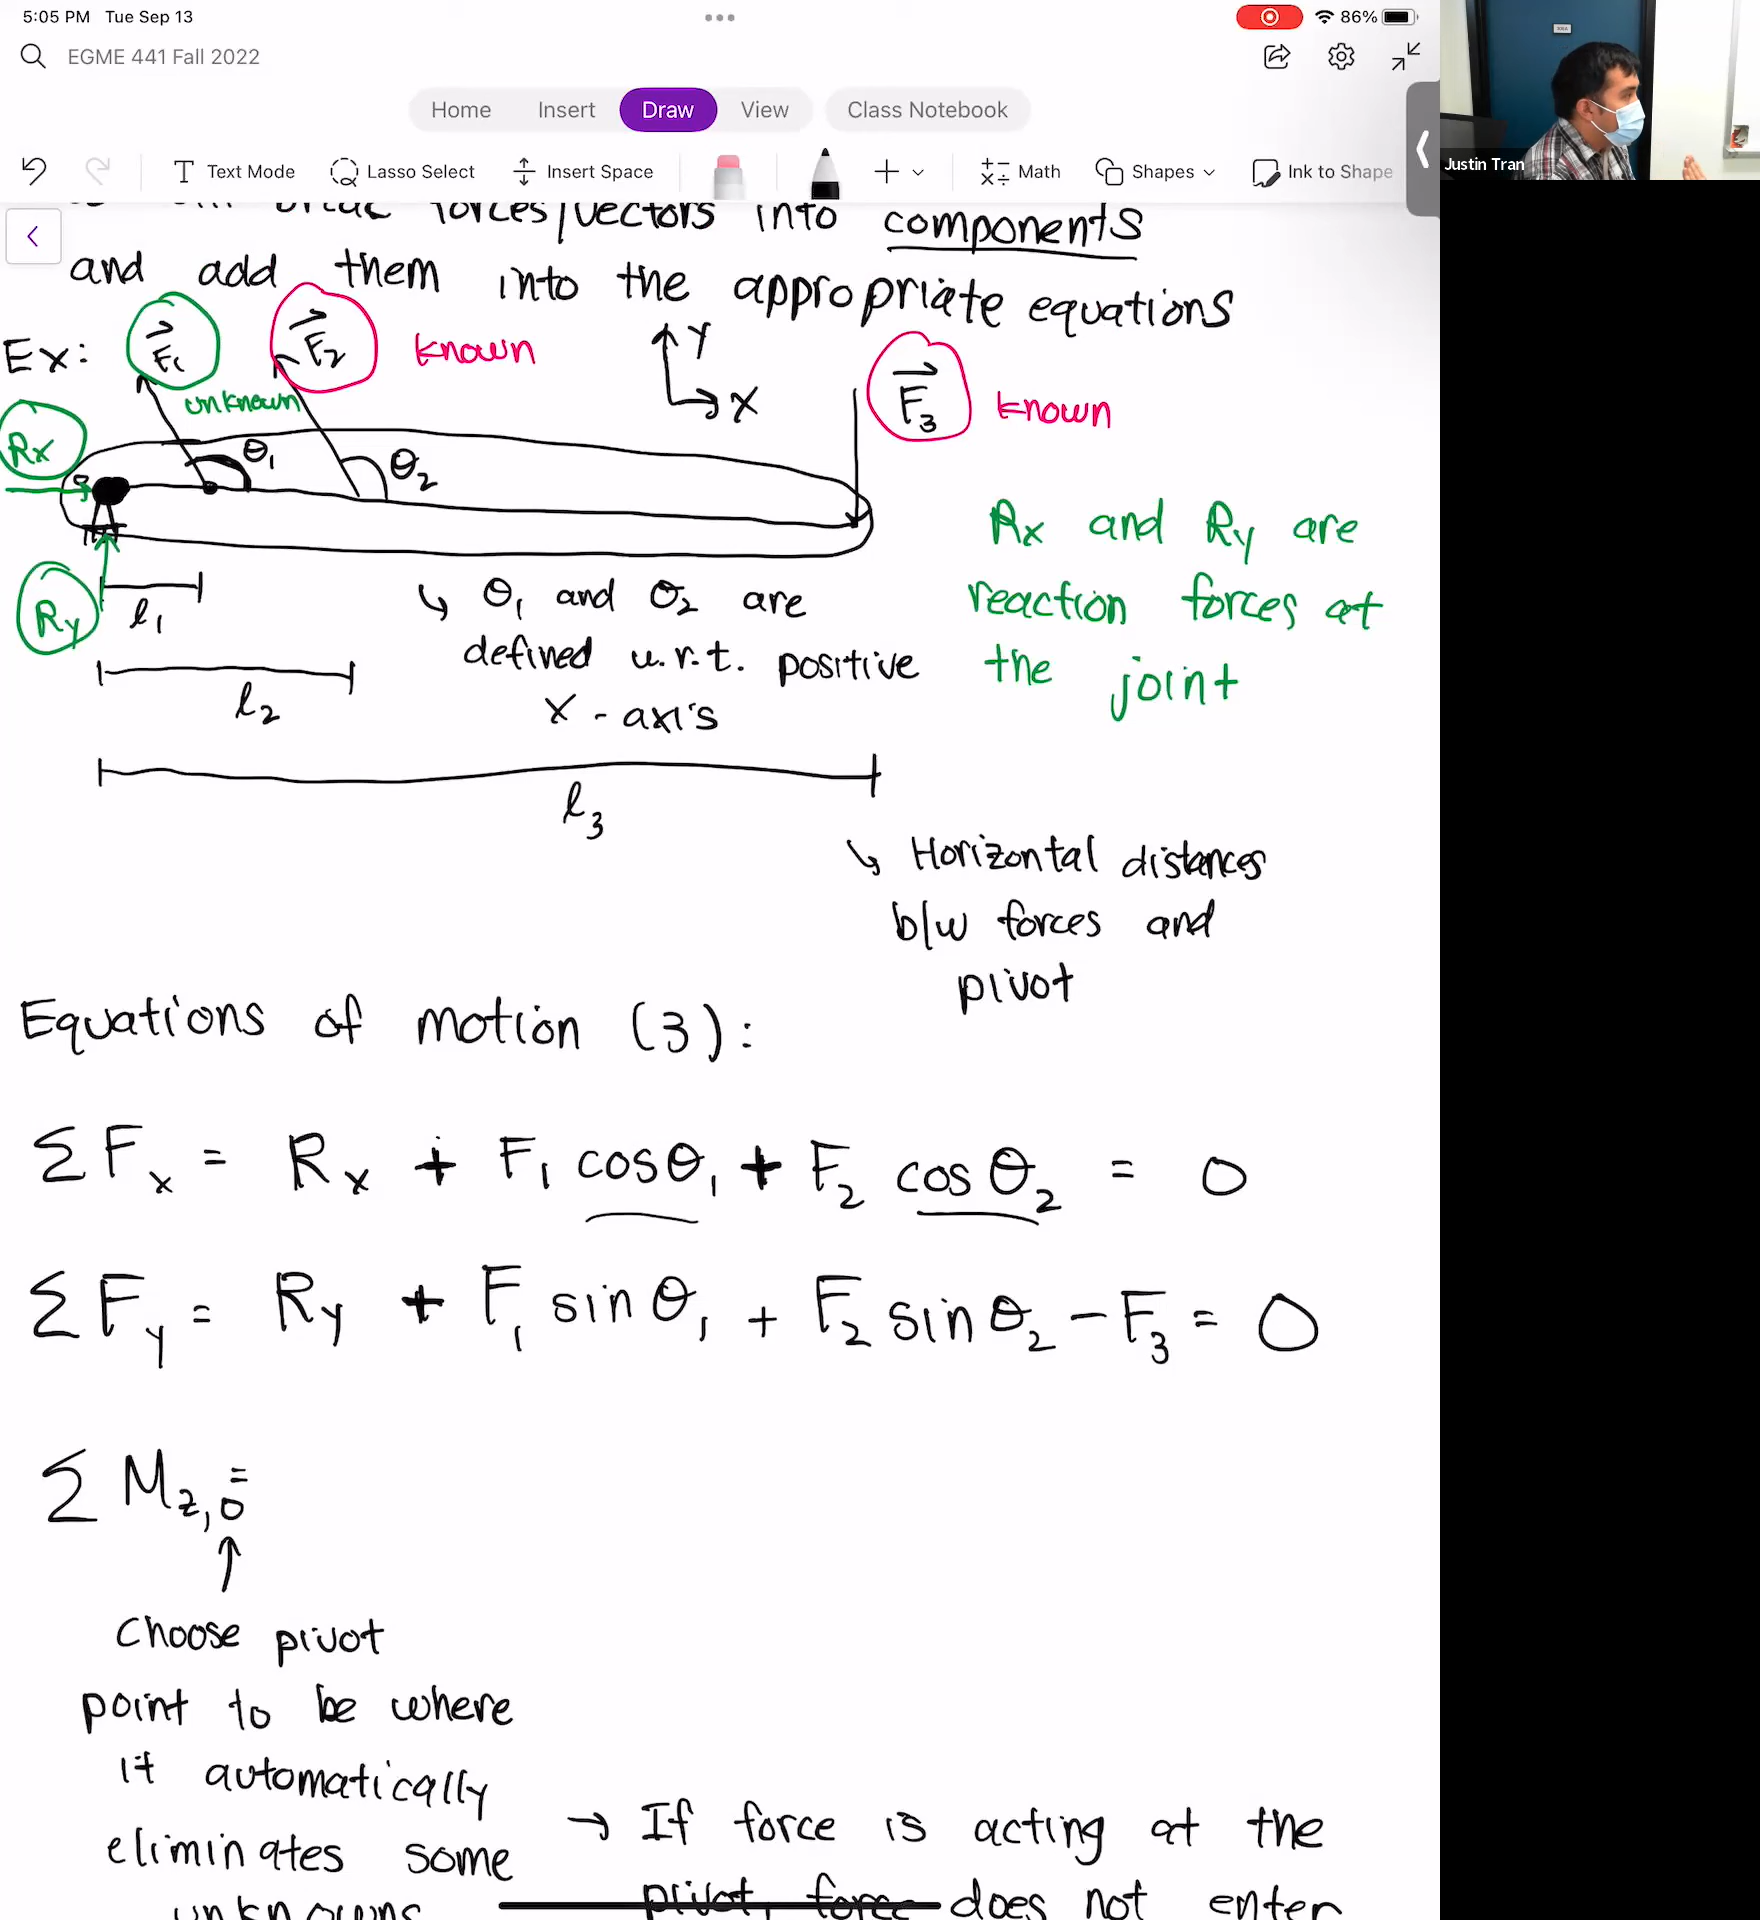 5:05 PM Tue Sep 13
86%
EGME 441 Fall 2022
Home Insert Draw View Class Notebook
Text Mode Lasso Select Insert Space Math Shapes Ink to Shape
Justin Tran
forces/vectors into components
and add them into the appropriate equations
Ex: F₁ F₂ known Y
unknown X F₃ known
Rx θ₁ θ₂
Rx and Ry are
reaction forces at
the joint
Ry l₁
↳ θ₁ and θ₂ are
defined w.r.t. positive
x-axis
l₂
l₃
↳ Horizontal distances
b/w forces and
pivot
Equations of motion (3):
ΣFx = Rx + F₁ cosθ₁ + F₂ cosθ₂ = 0
ΣFy = Ry + F₁ sinθ₁ + F₂ sinθ₂ - F₃ = 0
ΣMz,o =
↑
Choose pivot
point to be where
it automatically
eliminates some
unknowns
→ If force is acting at the
pivot, force does not enter